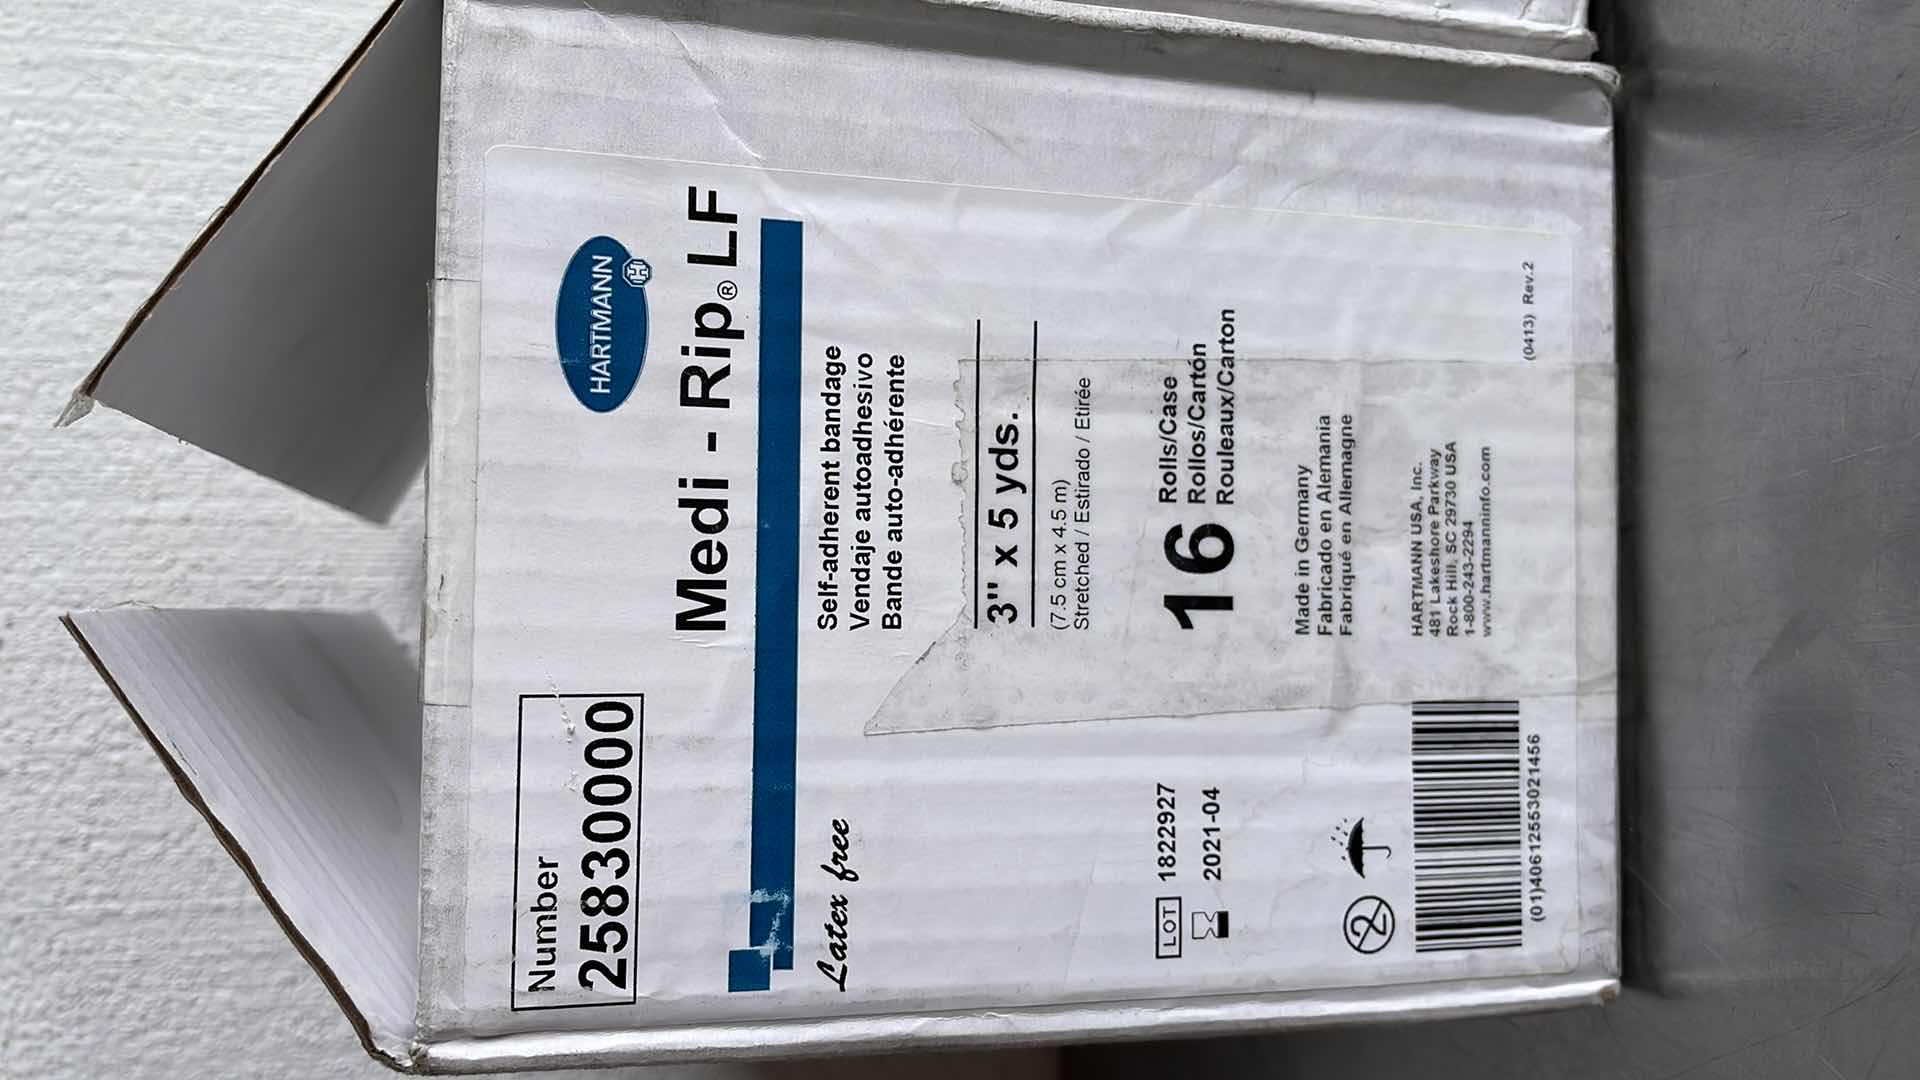 Number
25830000
HARTMANN
Medi - Rip® LF
Latex free
Self-adherent bandage
Vendaje autoadhesivo
Bande auto-adhérente
3" x 5 yds.
(7.5 cm x 4.5 m)
Stretched / Estirado / Etirée
LOT 1822927
2021-04
16 Rolls/Case
Rollos/Cartón
Rouleaux/Carton
Made in Germany
Fabricado en Alemania
Fabriqué en Allemagne
2
HARTMANN USA, Inc.
481 Lakeshore Parkway
Rock Hill, SC 29730 USA
1-800-243-2294
www.hartmanninfo.com
(01)40612553021456
(0413) Rev.2